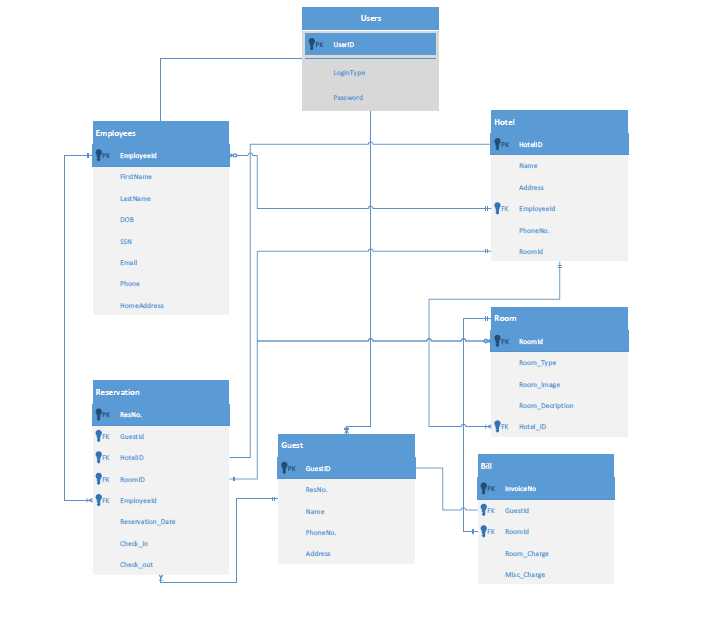 Users
PK UserID
LoginType
Password
Employees
PK EmployeeId
FirstName
LastName
DOB
SSN
Email
Phone
HomeAddress
Hotel
PK HotelID
Name
Address
FK EmployeeId
PhoneNo.
RoomId
Room
PK RoomId
Room_Type
Room_Image
Room_Decription
FK Hotel_ID
Reservation
PK ResNo.
FK GuestId
FK HotelID
FK RoomID
FK EmployeeId
Reservation_Date
Check_In
Check_out
Guest
PK GuestID
ResNo.
Name
PhoneNo.
Address
Bill
PK InvoiceNo
FK GuestId
FK RoomId
Room_Charge
Misc_Charge